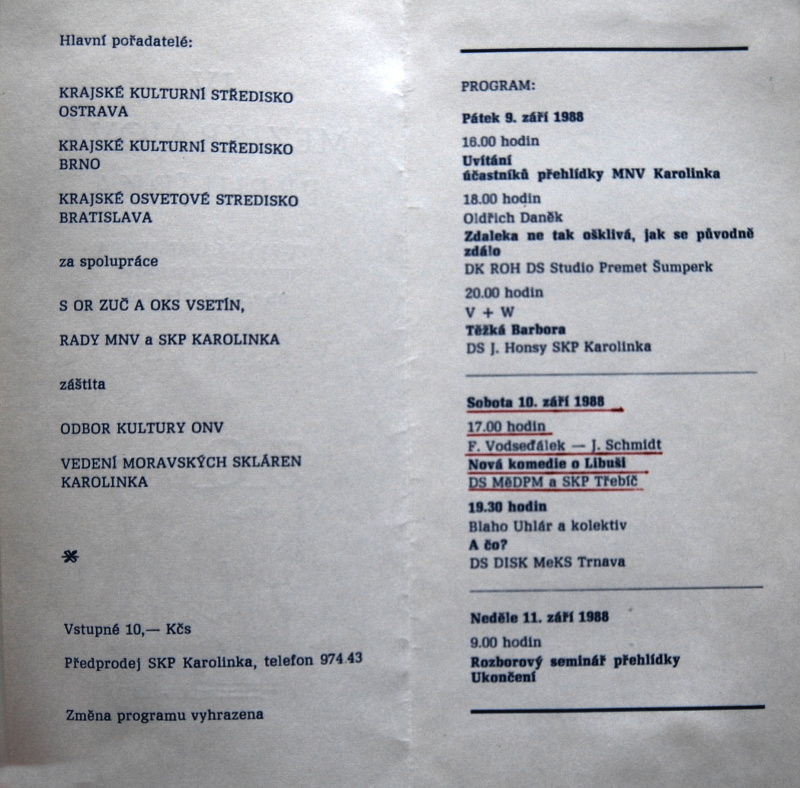 Hlavní pořadatelé:
KRAJSKÉ KULTURNÍ STŘEDISKO
OSTRAVA
KRAJSKÉ KULTURNÍ STŘEDISKO
BRNO
KRAJSKÉ OSVETOVÉ STREDISKO
BRATISLAVA
za spolupráce
S OR ZUČ A OKS VSETÍN,
RADY MNV a SKP KAROLINKA
záštita
ODBOR KULTURY ONV
VEDENÍ MORAVSKÝCH SKLÁREN
KAROLINKA
Vstupné 10,— Kčs
Předprodej SKP Karolinka, telefon 974 43
Změna programu vyhrazena
PROGRAM:
Pátek 9. září 1988
16.00 hodin
Uvítání
účastníků přehlídky MNV Karolinka
18.00 hodin
Oldřich Daněk
Zdaleka ne tak ošklivá, jak se původně
zdálo
DK ROH DS Studio Premet Šumperk
20.00 hodin
V + W
Těžká Barbora
DS J. Honsy SKP Karolinka
Sobota 10. září 1988
17.00 hodin
F. Vodseďálek — J. Schmidt
Nová komedie o Libuši
DS MěDPM a SKP Třebíč
19.30 hodin
Blaho Uhlár a kolektiv
A čo?
DS DISK MeKS Trnava
Neděle 11. září 1988
9.00 hodin
Rozborový seminář přehlídky
Ukončení